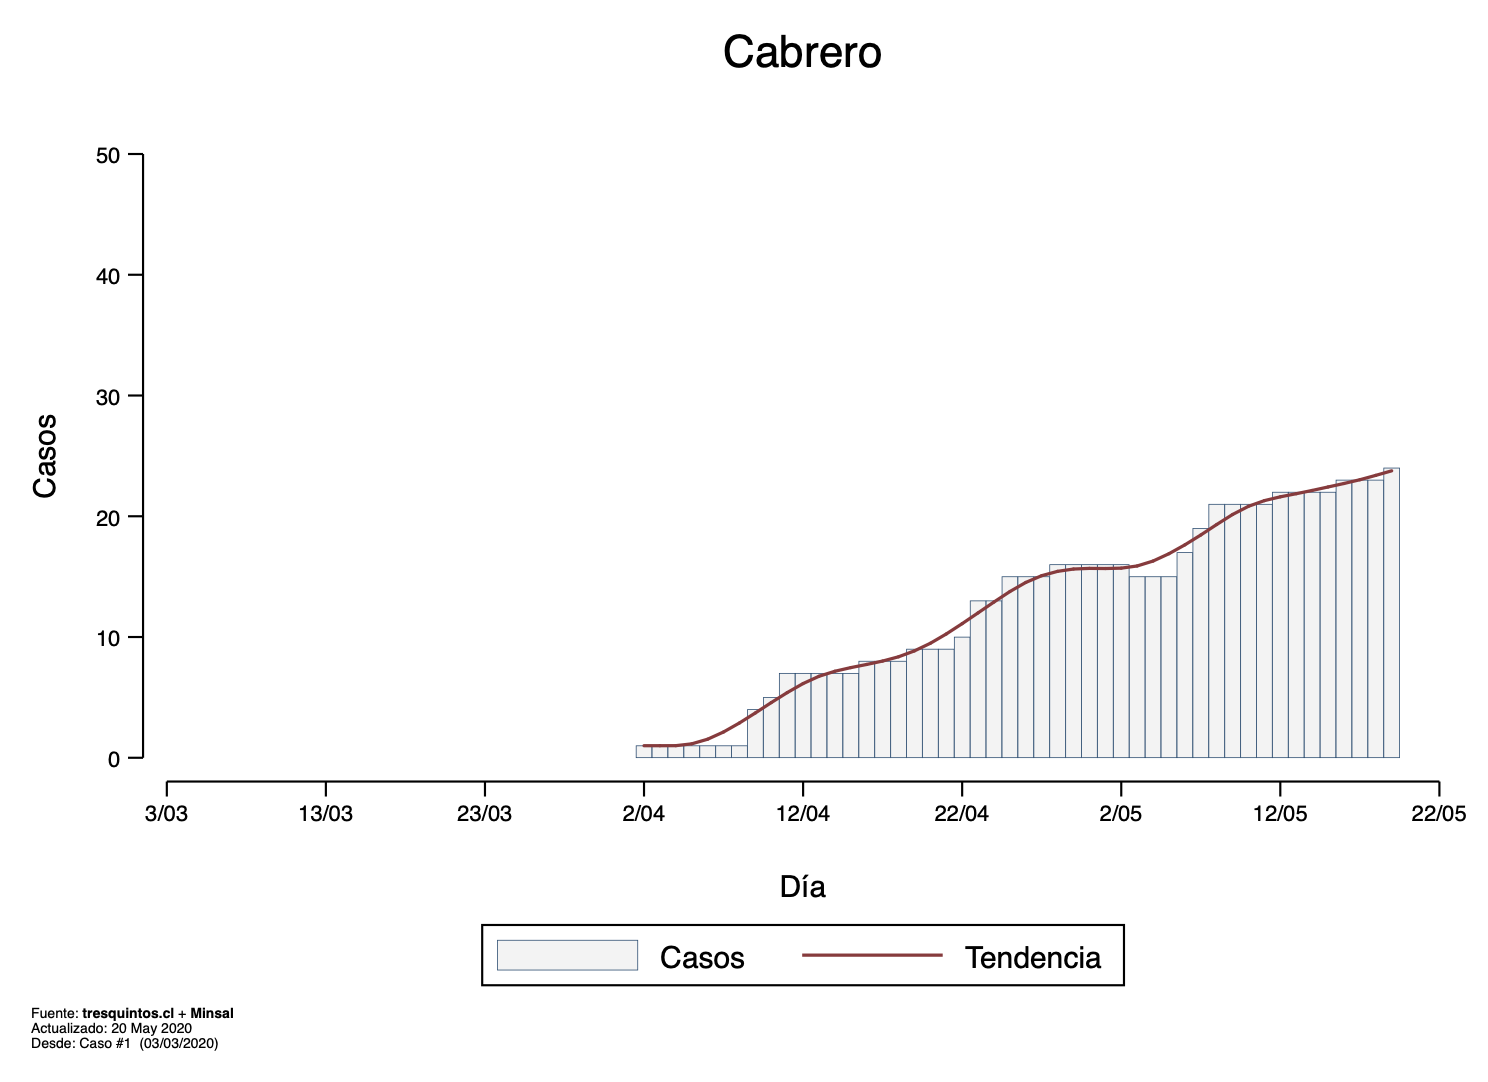 Cabrero
50
40
30
20
10
0
Casos
3/03 13/03 23/03 2/04 12/04 22/04 2/05 12/05 22/05
Día
Casos Tendencia
Fuente: tresquintos.cl + Minsal
Actualizado: 20 May 2020
Desde: Caso #1 (03/03/2020)